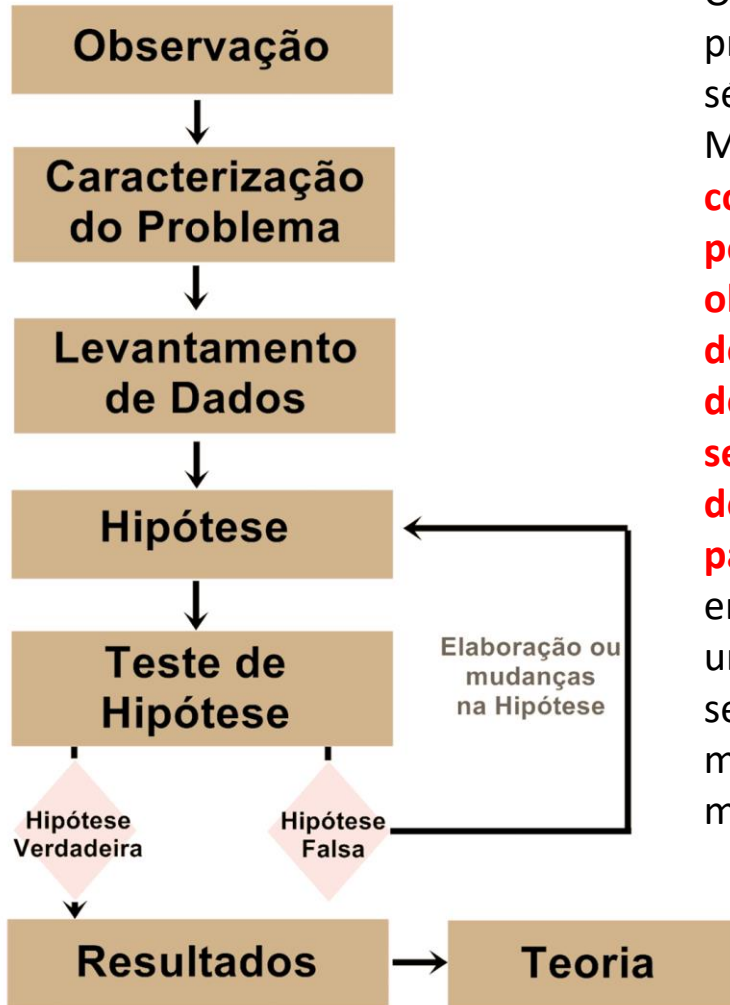 Observação
Caracterização
do Problema
Levantamento
de Dados
Hipótese
Teste de
Hipótese
Elaboração ou
mudanças
na Hipótese
Hipótese
Verdadeira
Hipótese
Falsa
Resultados
Teoria